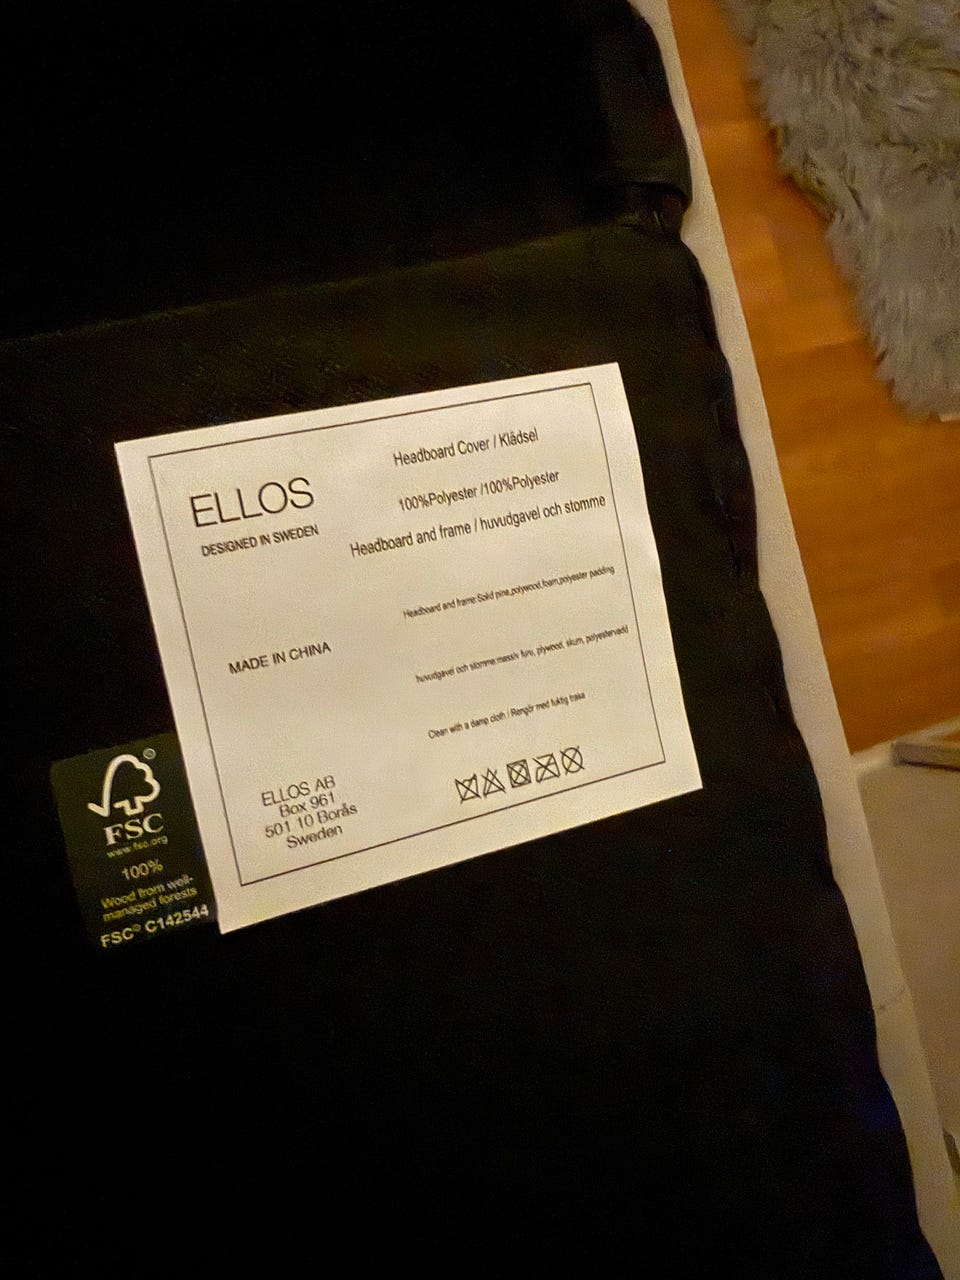 ELLOS
DESIGNED IN SWEDEN
MADE IN CHINA
ELLOS AB
Box 961
501 10 Borås
Sweden
Headboard Cover / Klädsel
100%Polyester /100%Polyester
Headboard and frame / huvudgavel och stomme
Headboard and frame:Solid pine,polywood,foam,polyester padding
huvudgavel och stomme:massiv furu, plywood, skum, polyestervadd
Clean with a damp cloth / Rengör med fuktig trasa
®
FSC
www.fsc.org
100%
Wood from well-
managed forests
FSC® C142544